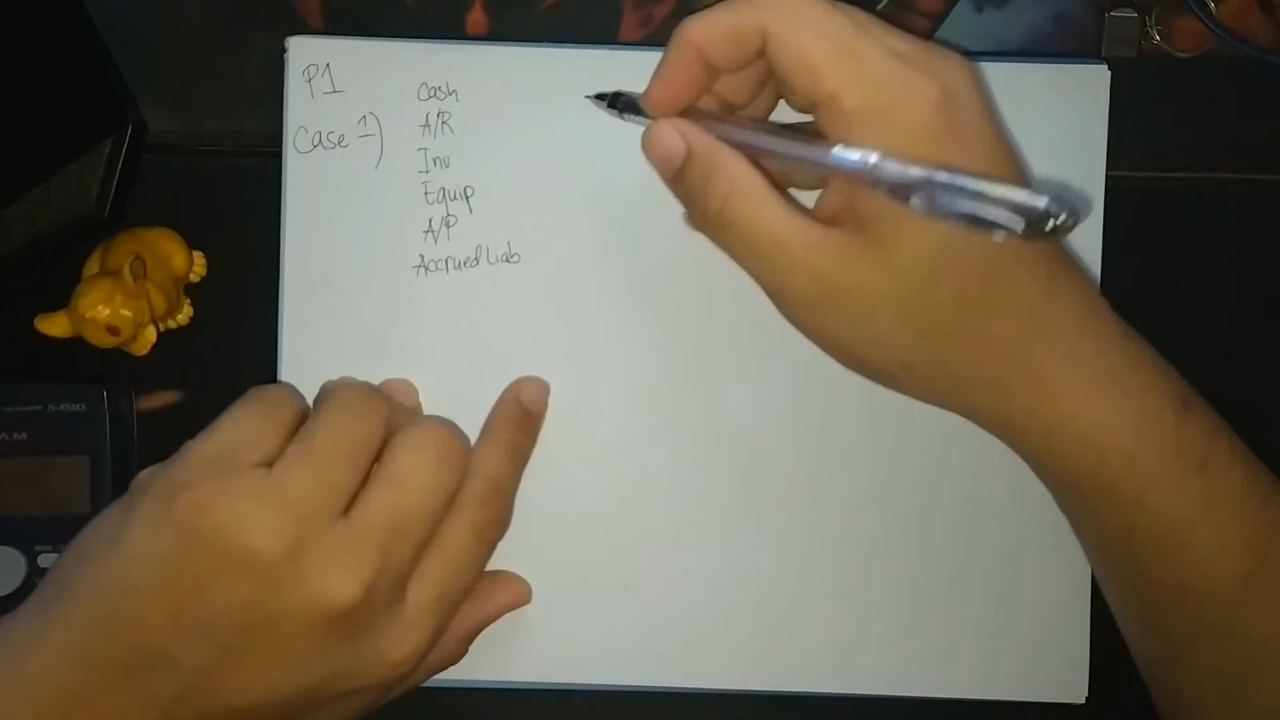 P1
Case 1)
Cash
A/R
Inv
Equip
A/P
Accrued Liab